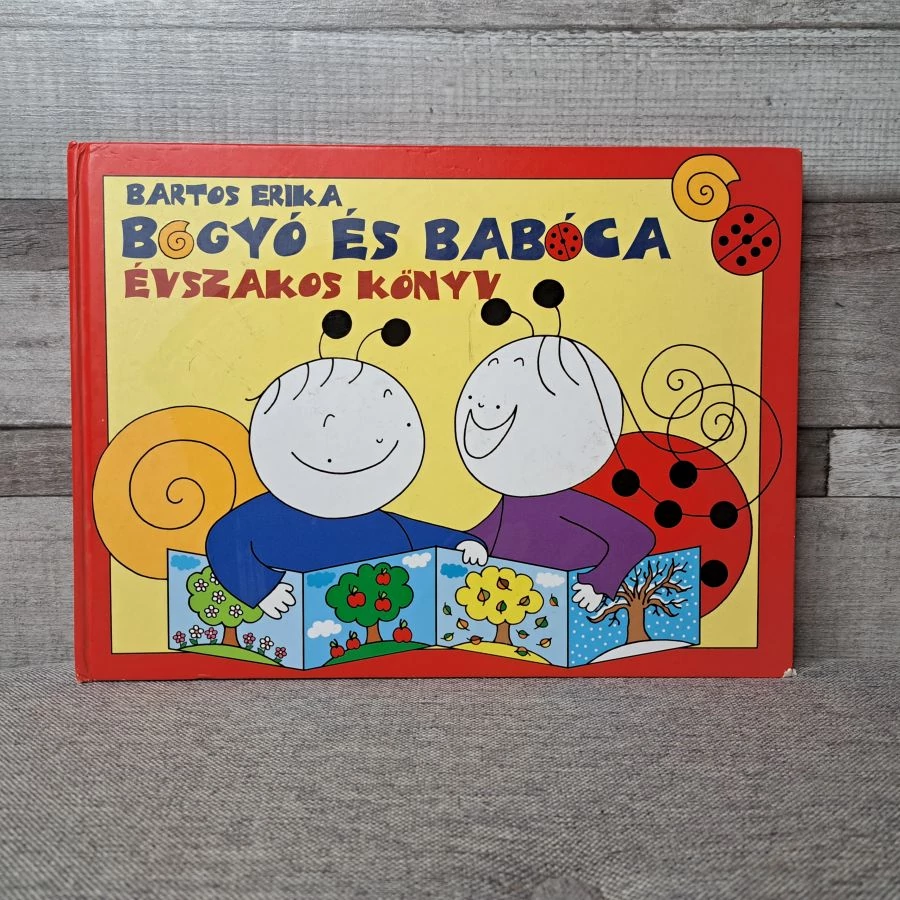 BARTOS ERIKA
BOGYÓ ÉS BABÓCA
ÉVSZAKOS KÖNYV